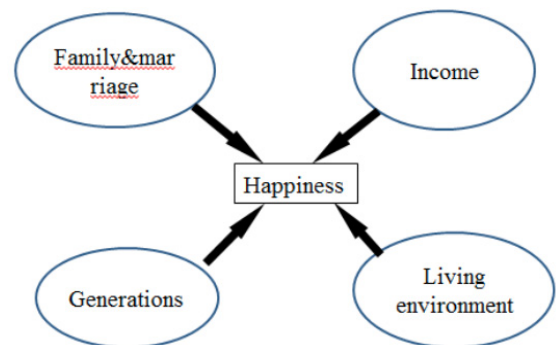 Family&mar
riage
Income
Happiness
Generations
Living
environment